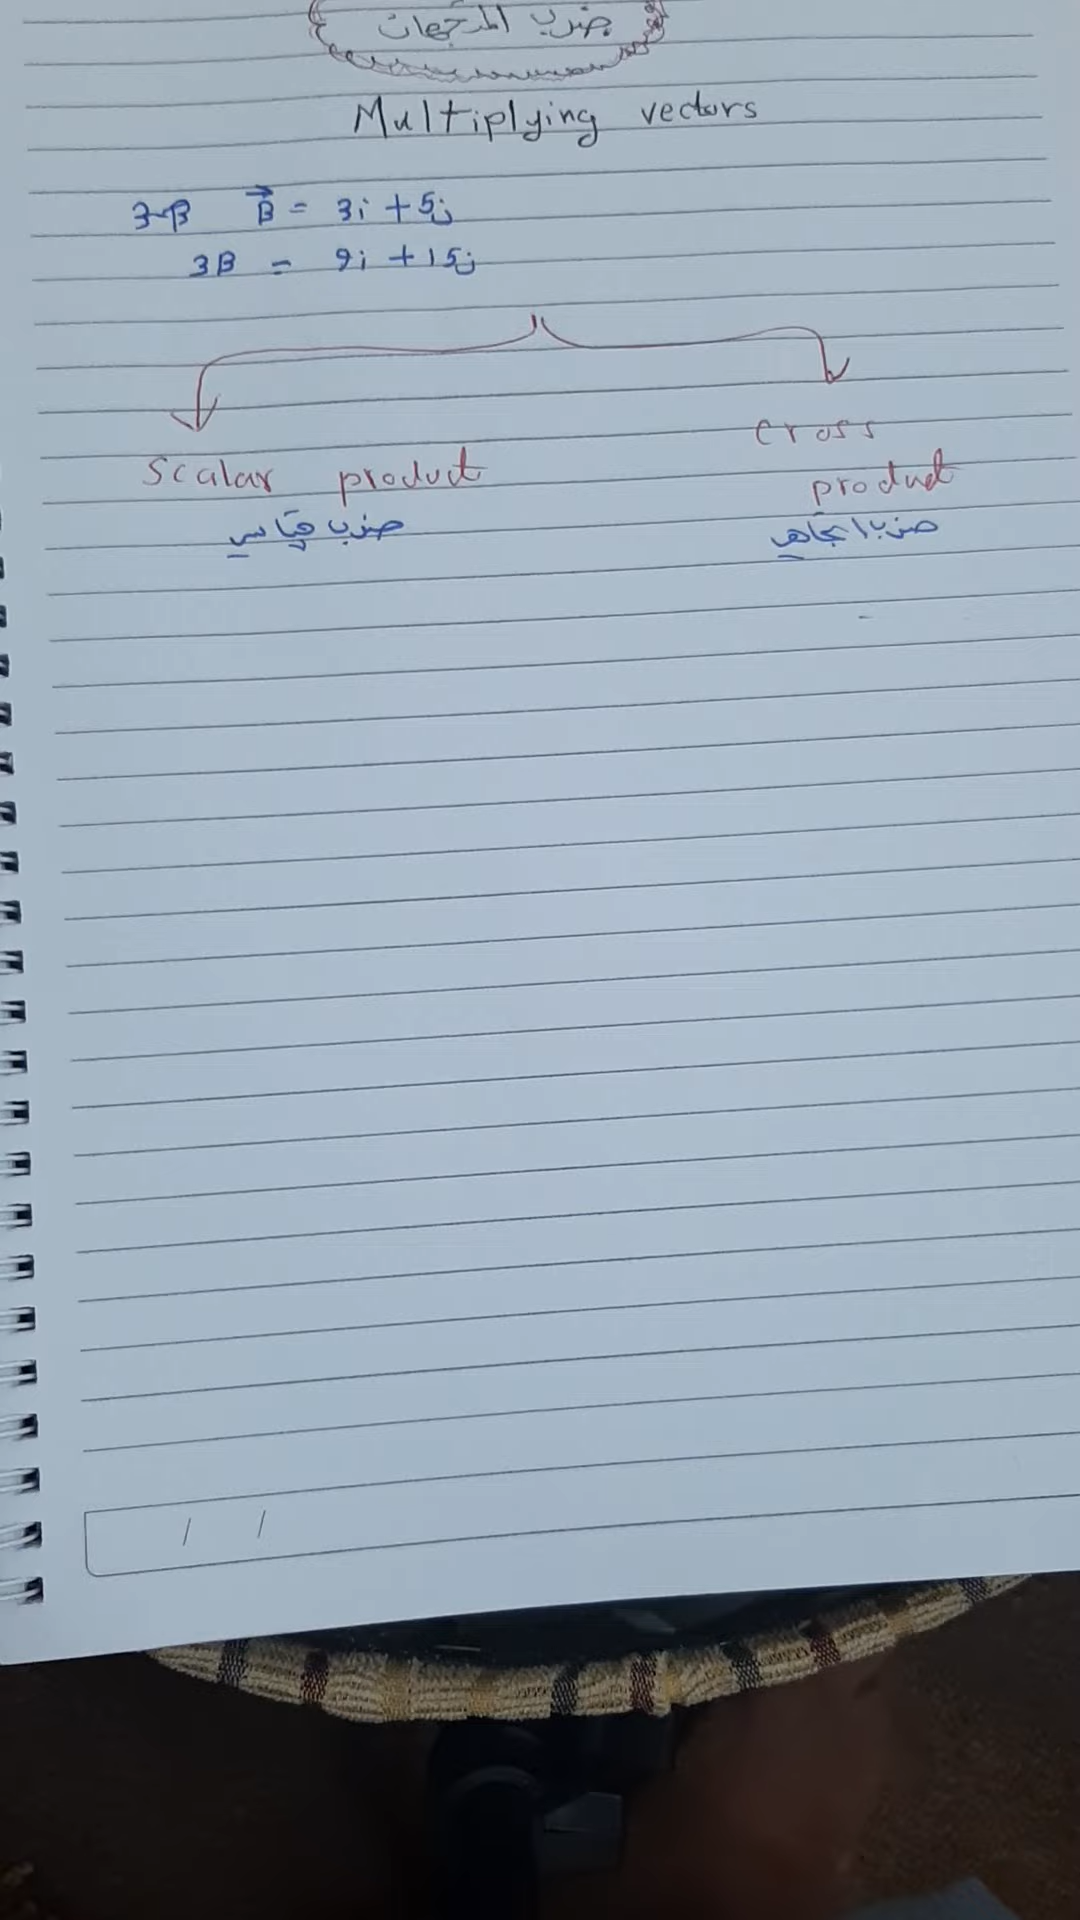 ضرب المتجهات
Multiplying vectors
3-B B = 3i + 5j
3B = 9i + 15j
scalar product
cross
product
ضرب قياسي
ضرب اتجاهي
/ /